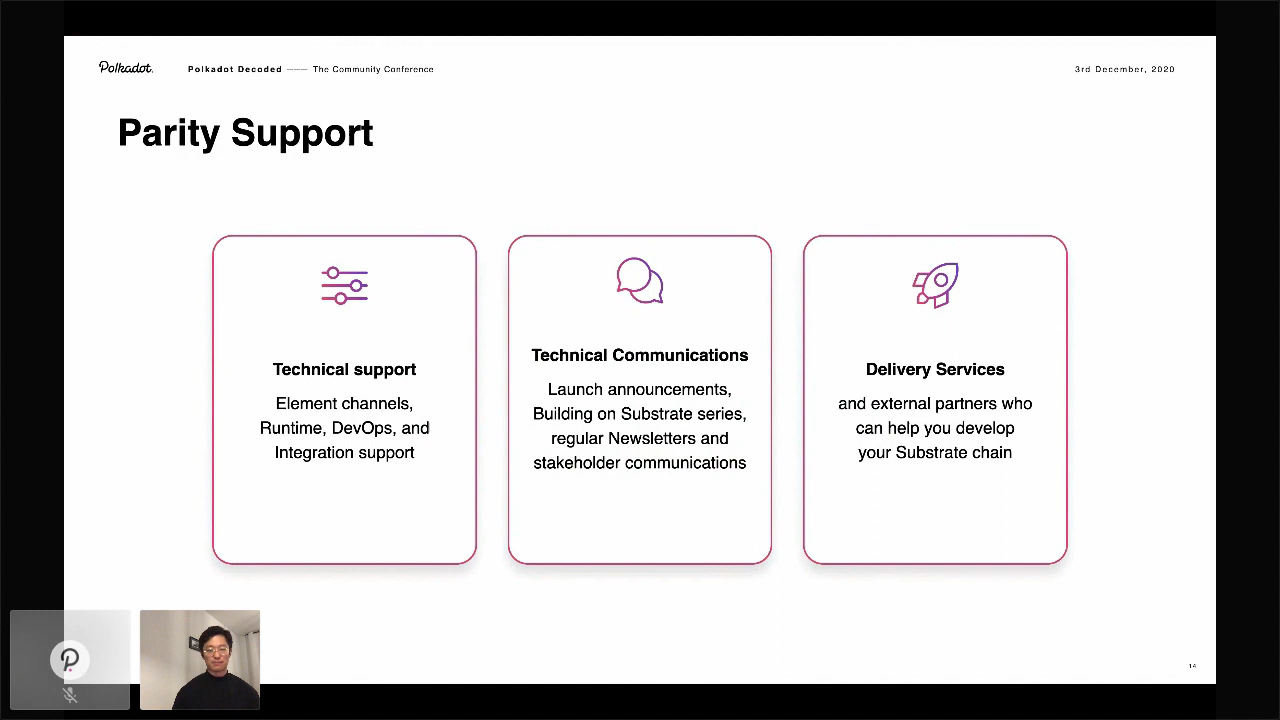 Polkadot.
Polkadot Decoded —— The Community Conference
3rd December, 2020
Parity Support
Technical support
Element channels,
Runtime, DevOps, and
Integration support
Technical Communications
Launch announcements,
Building on Substrate series,
regular Newsletters and
stakeholder communications
Delivery Services
and external partners who
can help you develop
your Substrate chain
14